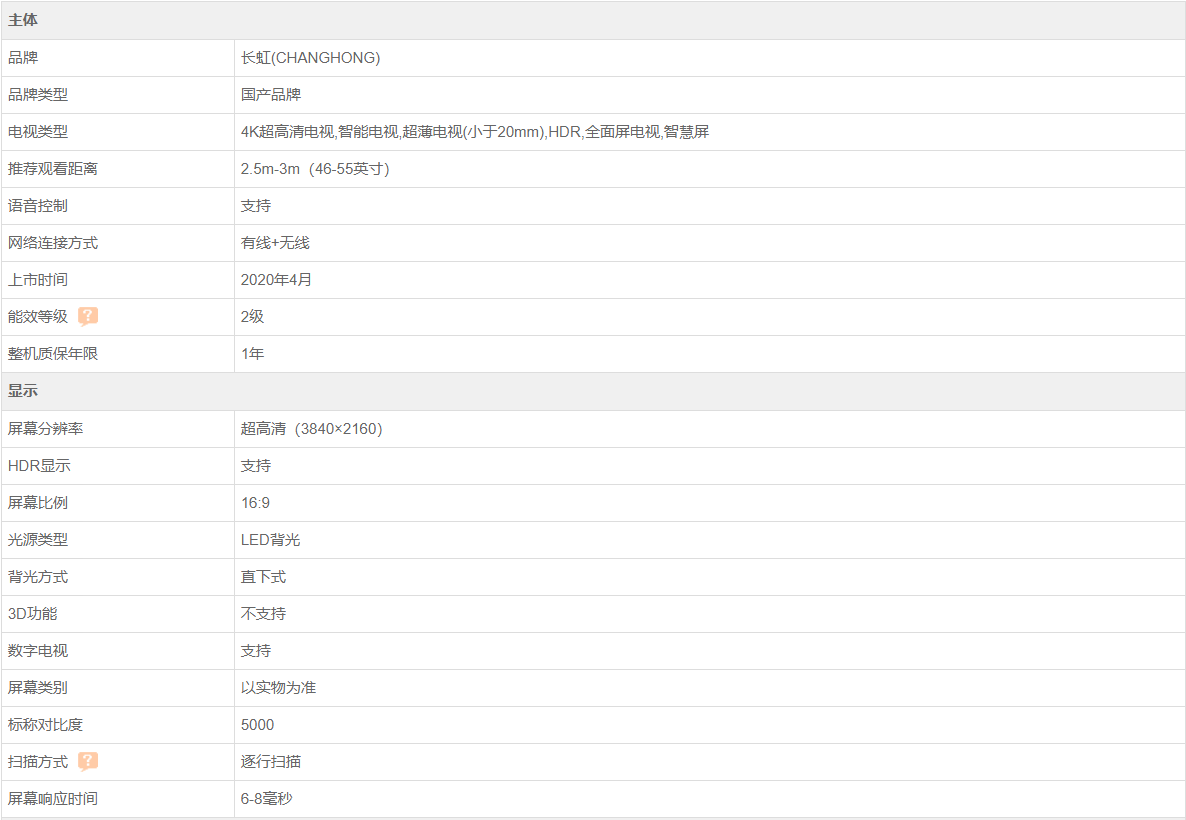 主体
品牌 长虹(CHANGHONG)
品牌类型 国产品牌
电视类型 4K超高清电视,智能电视,超薄电视(小于20mm),HDR,全面屏电视,智慧屏
推荐观看距离 2.5m-3m（46-55英寸）
语音控制 支持
网络连接方式 有线+无线
上市时间 2020年4月
能效等级 ? 2级
整机质保年限 1年
显示
屏幕分辨率 超高清（3840×2160）
HDR显示 支持
屏幕比例 16:9
光源类型 LED背光
背光方式 直下式
3D功能 不支持
数字电视 支持
屏幕类别 以实物为准
标称对比度 5000
扫描方式 ? 逐行扫描
屏幕响应时间 6-8毫秒